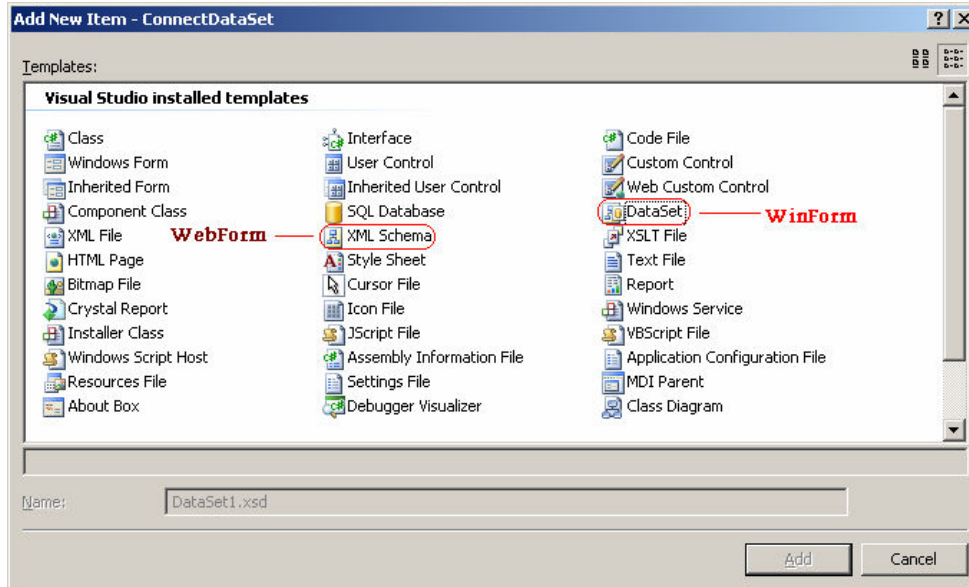 Add New Item - ConnectDataSet
Templates:
Visual Studio installed templates
Class Interface Code File
Windows Form User Control Custom Control
Inherited Form Inherited User Control Web Custom Control
Component Class SQL Database DataSet WinForm
XML File WebForm XML Schema XSLT File
HTML Page Style Sheet Text File
Bitmap File Cursor File Report
Crystal Report Icon File Windows Service
Installer Class JScript File VBScript File
Windows Script Host Assembly Information File Application Configuration File
Resources File Settings File MDI Parent
About Box Debugger Visualizer Class Diagram
Name: DataSet1.xsd
Add Cancel